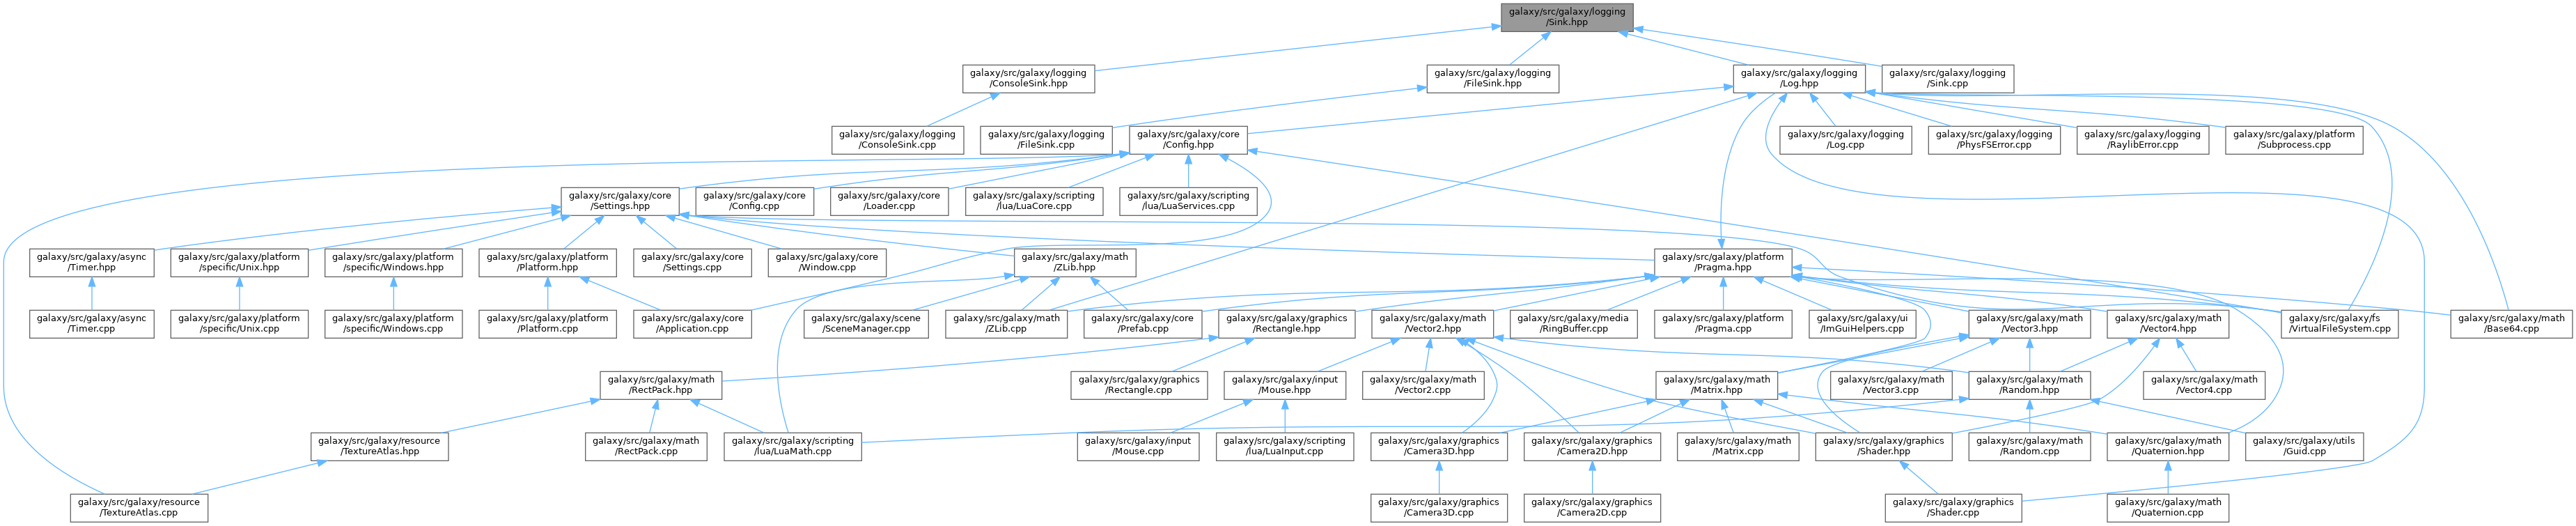 galaxy/src/galaxy/logging
/Sink.hpp
galaxy/src/galaxy/logging
/ConsoleSink.hpp
galaxy/src/galaxy/logging
/FileSink.hpp
galaxy/src/galaxy/logging
/Log.hpp
galaxy/src/galaxy/logging
/Sink.cpp
galaxy/src/galaxy/logging
/ConsoleSink.cpp
galaxy/src/galaxy/logging
/FileSink.cpp
galaxy/src/galaxy/core
/Config.hpp
galaxy/src/galaxy/logging
/Log.cpp
galaxy/src/galaxy/logging
/PhysFSError.cpp
galaxy/src/galaxy/logging
/RaylibError.cpp
galaxy/src/galaxy/platform
/Subprocess.cpp
galaxy/src/galaxy/core
/Settings.hpp
galaxy/src/galaxy/core
/Config.cpp
galaxy/src/galaxy/core
/Loader.cpp
galaxy/src/galaxy/scripting
/lua/LuaCore.cpp
galaxy/src/galaxy/scripting
/lua/LuaServices.cpp
galaxy/src/galaxy/async
/Timer.hpp
galaxy/src/galaxy/platform
/specific/Unix.hpp
galaxy/src/galaxy/platform
/specific/Windows.hpp
galaxy/src/galaxy/platform
/Platform.hpp
galaxy/src/galaxy/core
/Settings.cpp
galaxy/src/galaxy/core
/Window.cpp
galaxy/src/galaxy/math
/ZLib.hpp
galaxy/src/galaxy/platform
/Pragma.hpp
galaxy/src/galaxy/async
/Timer.cpp
galaxy/src/galaxy/platform
/specific/Unix.cpp
galaxy/src/galaxy/platform
/specific/Windows.cpp
galaxy/src/galaxy/platform
/Platform.cpp
galaxy/src/galaxy/core
/Application.cpp
galaxy/src/galaxy/scene
/SceneManager.cpp
galaxy/src/galaxy/math
/ZLib.cpp
galaxy/src/galaxy/core
/Prefab.cpp
galaxy/src/galaxy/graphics
/Rectangle.hpp
galaxy/src/galaxy/math
/Vector2.hpp
galaxy/src/galaxy/media
/RingBuffer.cpp
galaxy/src/galaxy/platform
/Pragma.cpp
galaxy/src/galaxy/ui
/ImGuiHelpers.cpp
galaxy/src/galaxy/math
/Vector3.hpp
galaxy/src/galaxy/math
/Vector4.hpp
galaxy/src/galaxy/fs
/VirtualFileSystem.cpp
galaxy/src/galaxy/math
/Base64.cpp
galaxy/src/galaxy/math
/RectPack.hpp
galaxy/src/galaxy/graphics
/Rectangle.cpp
galaxy/src/galaxy/input
/Mouse.hpp
galaxy/src/galaxy/math
/Vector2.cpp
galaxy/src/galaxy/math
/Matrix.hpp
galaxy/src/galaxy/math
/Vector3.cpp
galaxy/src/galaxy/math
/Random.hpp
galaxy/src/galaxy/math
/Vector4.cpp
galaxy/src/galaxy/resource
/TextureAtlas.hpp
galaxy/src/galaxy/math
/RectPack.cpp
galaxy/src/galaxy/scripting
/lua/LuaMath.cpp
galaxy/src/galaxy/input
/Mouse.cpp
galaxy/src/galaxy/scripting
/lua/LuaInput.cpp
galaxy/src/galaxy/graphics
/Camera3D.hpp
galaxy/src/galaxy/graphics
/Camera2D.hpp
galaxy/src/galaxy/math
/Matrix.cpp
galaxy/src/galaxy/graphics
/Shader.hpp
galaxy/src/galaxy/math
/Random.cpp
galaxy/src/galaxy/math
/Quaternion.hpp
galaxy/src/galaxy/utils
/Guid.cpp
galaxy/src/galaxy/resource
/TextureAtlas.cpp
galaxy/src/galaxy/graphics
/Camera3D.cpp
galaxy/src/galaxy/graphics
/Camera2D.cpp
galaxy/src/galaxy/graphics
/Shader.cpp
galaxy/src/galaxy/math
/Quaternion.cpp